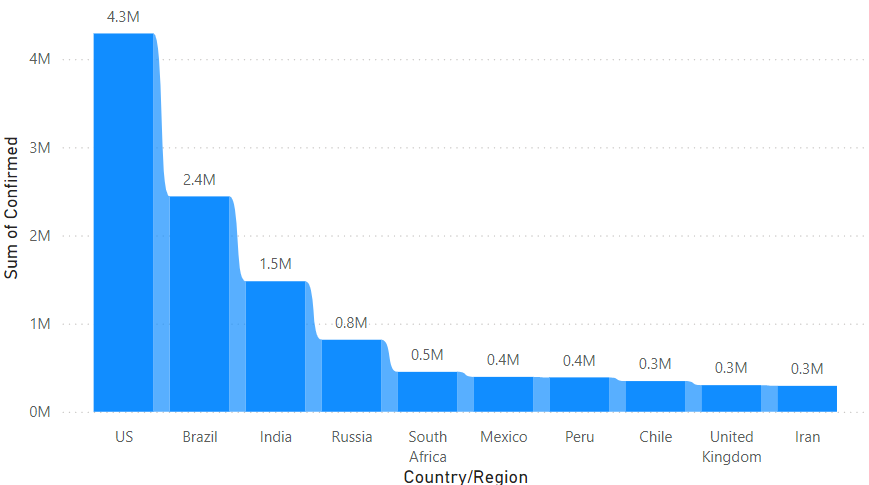 4.3M
4M
3M
2.4M
2M
1.5M
1M
0.8M
0.5M
0.4M
0.4M
0.3M
0.3M
0.3M
0M
Sum of Confirmed
US
Brazil
India
Russia
South
Africa
Mexico
Peru
Chile
United
Kingdom
Iran
Country/Region